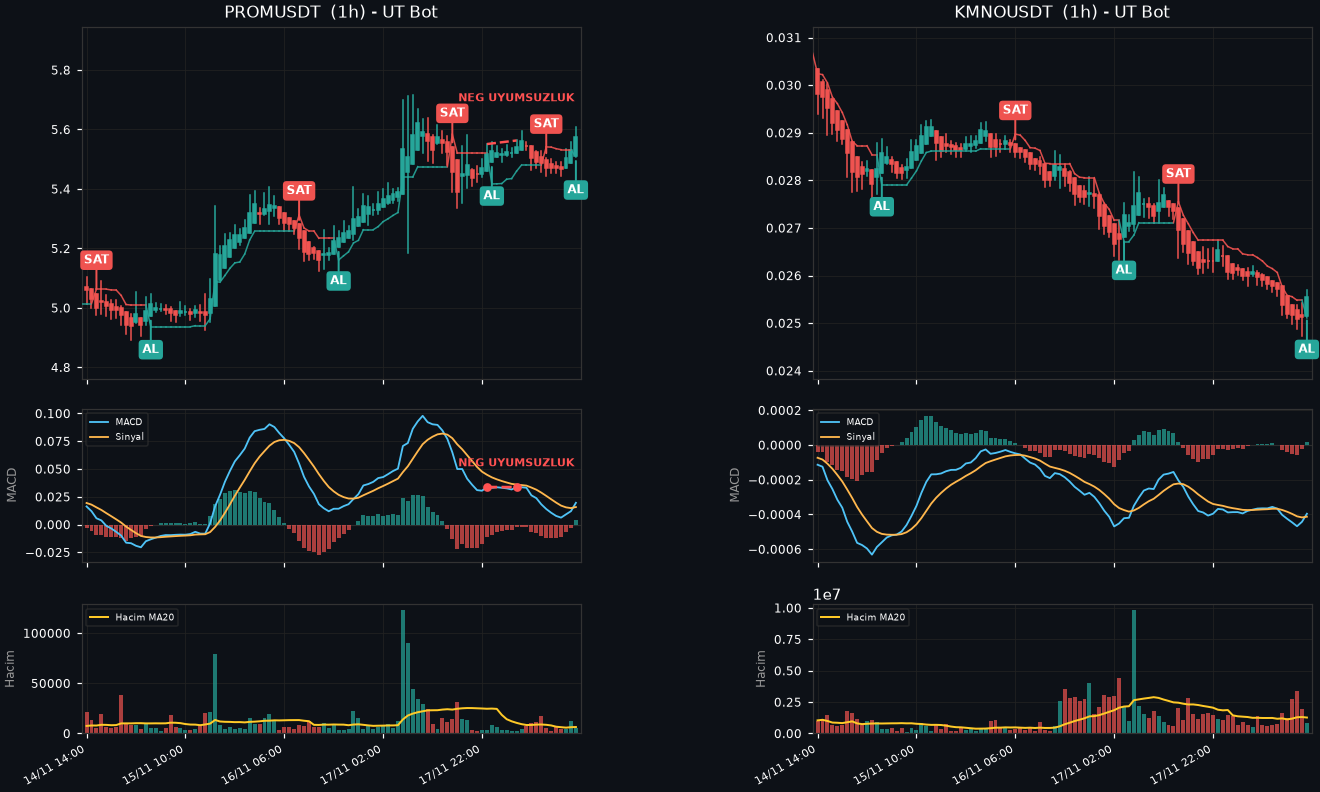 PROMUSDT (1h) - UT Bot
5.8
5.6
5.4
5.2
5.0
4.8
NEG UYUMSUZLUK
SAT
SAT
SAT
SAT
AL
AL
AL
AL
MACD
0.100
0.075
0.050
0.025
0.000
−0.025
MACD
Sinyal
NEG UYUMSUZLUK
Hacim
100000
50000
0
Hacim MA20
14/11 14:00
15/11 10:00
16/11 06:00
17/11 02:00
17/11 22:00
KMNOUSDT (1h) - UT Bot
0.031
0.030
0.029
0.028
0.027
0.026
0.025
0.024
SAT
SAT
AL
AL
AL
MACD
0.0002
0.0000
−0.0002
−0.0004
−0.0006
MACD
Sinyal
1e7
Hacim
1.00
0.75
0.50
0.25
0.00
Hacim MA20
14/11 14:00
15/11 10:00
16/11 06:00
17/11 02:00
17/11 22:00